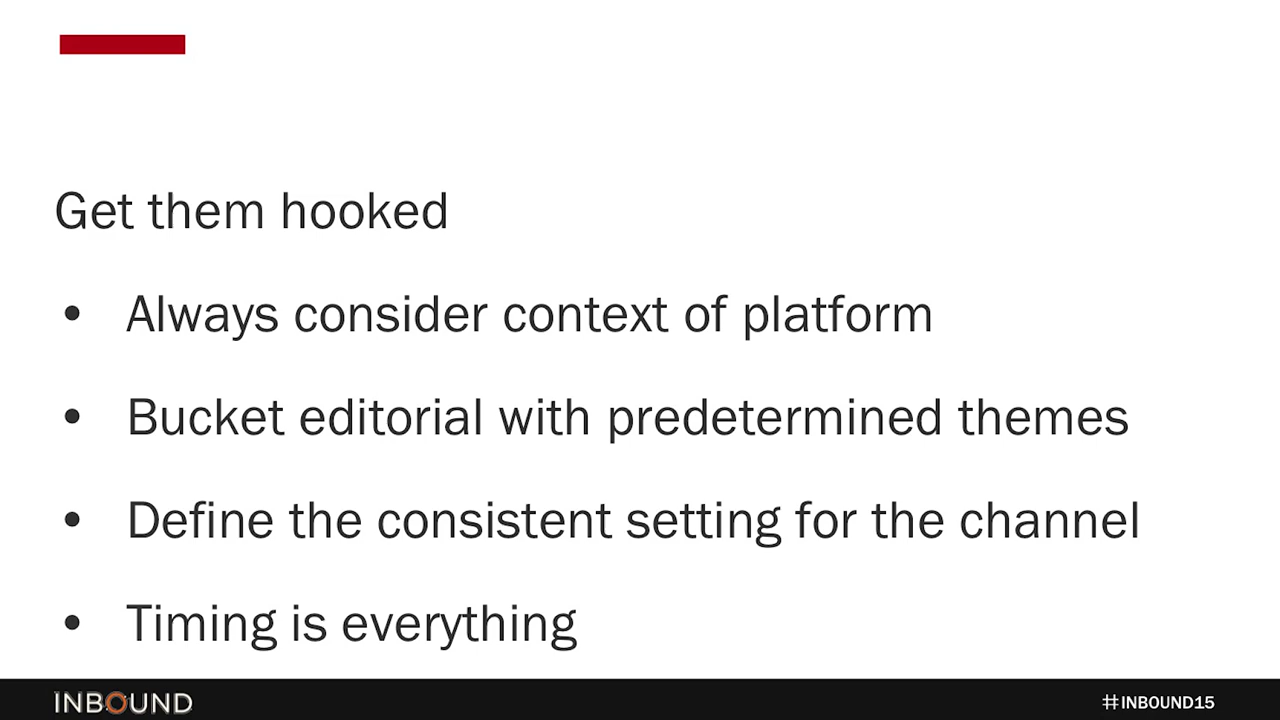 Get them hooked
• Always consider context of platform
• Bucket editorial with predetermined themes
• Define the consistent setting for the channel
• Timing is everything
INBOUND
#INBOUND15